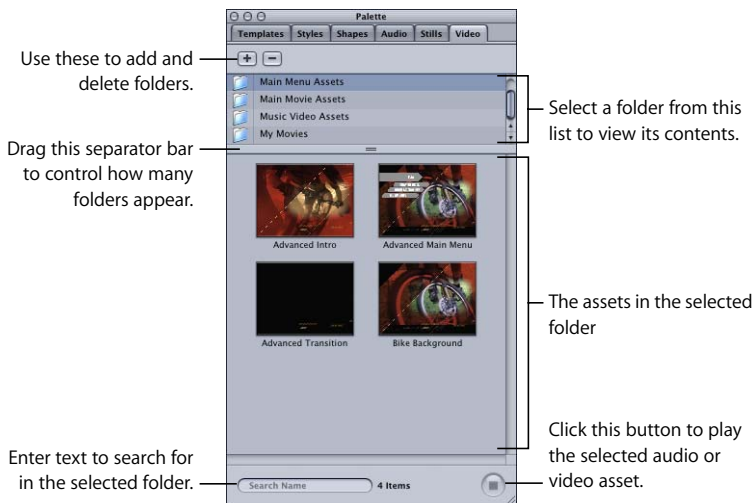 Palette
Templates Styles Shapes Audio Stills Video
Use these to add and
delete folders.
Main Menu Assets
Main Movie Assets
Music Video Assets
My Movies
Select a folder from this
list to view its contents.
Drag this separator bar
to control how many
folders appear.
Advanced Intro
Advanced Main Menu
Advanced Transition
Bike Background
The assets in the selected
folder
Enter text to search for
in the selected folder.
Search Name
4 Items
Click this button to play
the selected audio or
video asset.